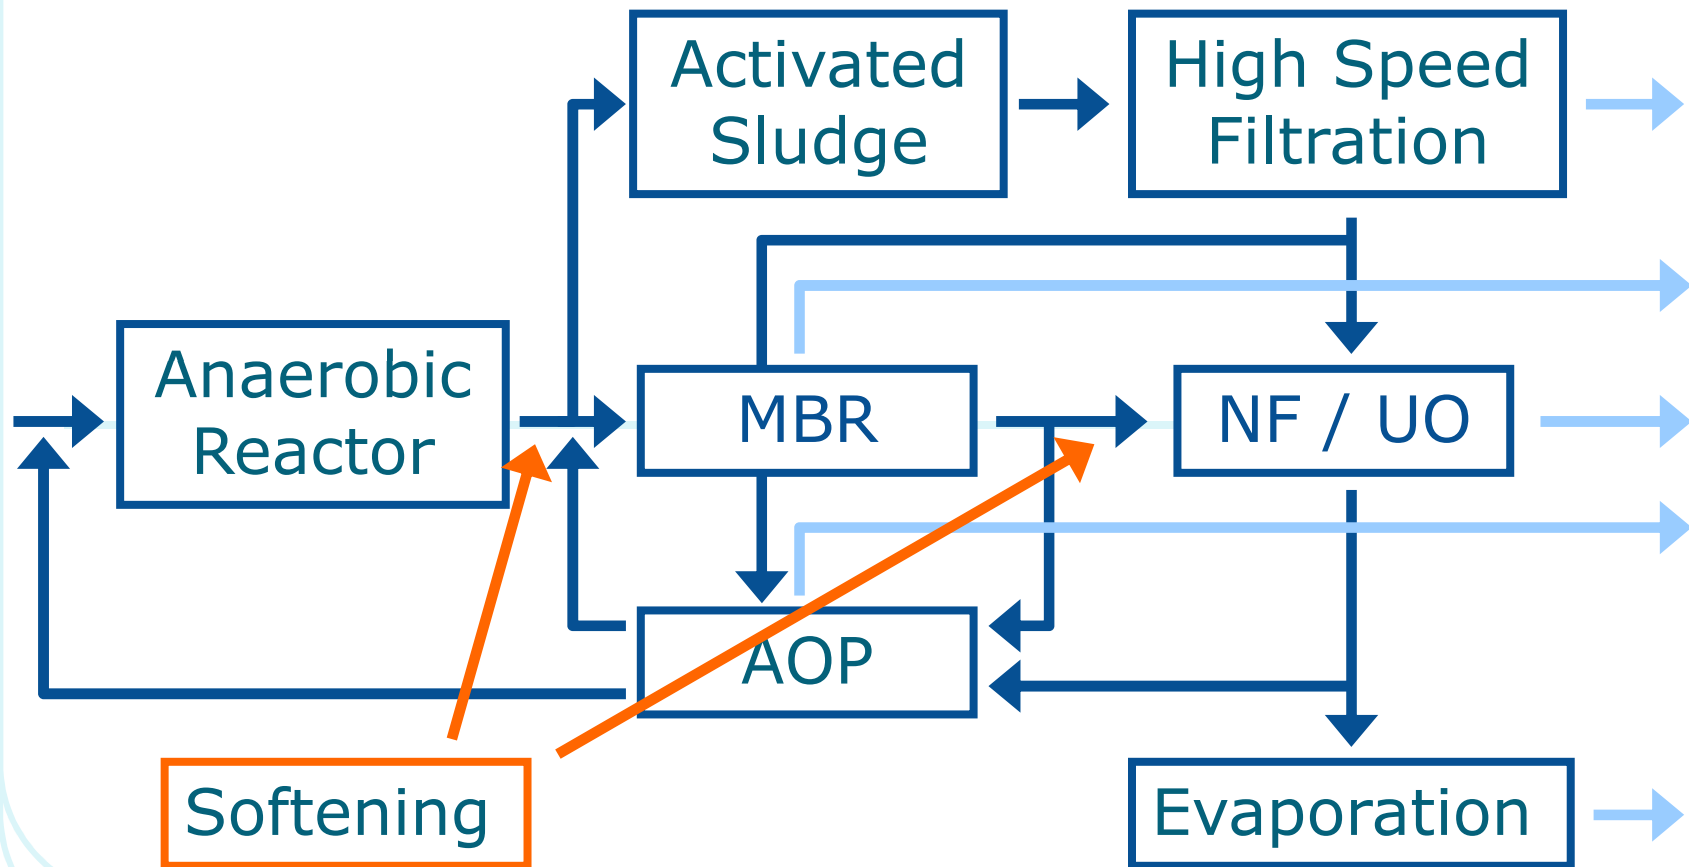 Activated
Sludge
High Speed
Filtration
Anaerobic
Reactor
MBR
NF / UO
AOP
Softening
Evaporation